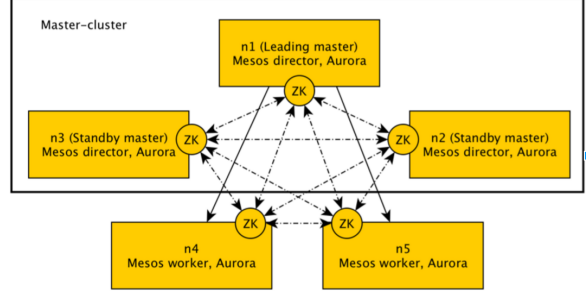 Master-cluster
n1 (Leading master)
Mesos director, Aurora
ZK
n3 (Standby master)
Mesos director, Aurora
ZK
ZK
n2 (Standby master)
Mesos director, Aurora
ZK
ZK
n4
Mesos worker, Aurora
n5
Mesos worker, Aurora